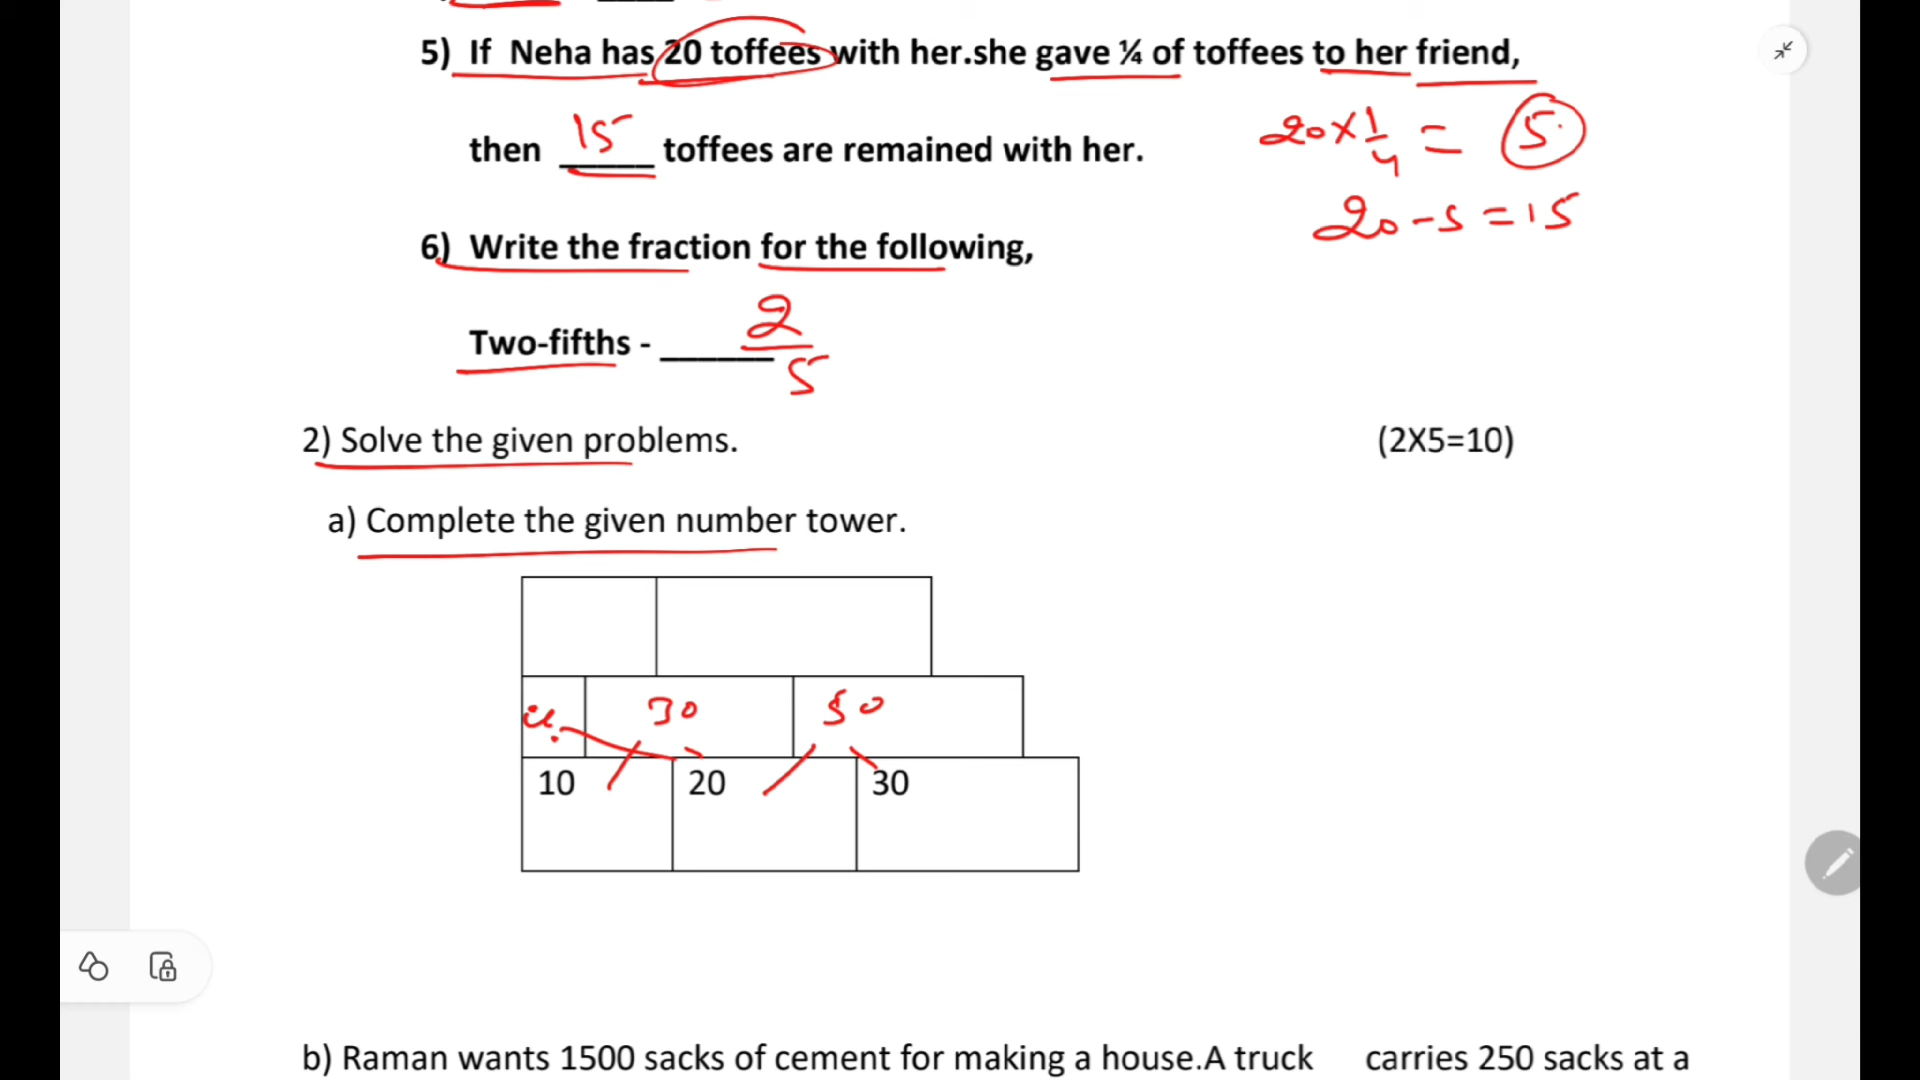 5) If Neha has 20 toffees with her.she gave ¼ of toffees to her friend,
20 X 1/4 = 5
then 15 toffees are remained with her.
20 - 5 = 15
6) Write the fraction for the following,
Two-fifths - ______ 2/5
2) Solve the given problems. (2X5=10)
a) Complete the given number tower.
30 50
10 20 30
b) Raman wants 1500 sacks of cement for making a house.A truck carries 250 sacks at a